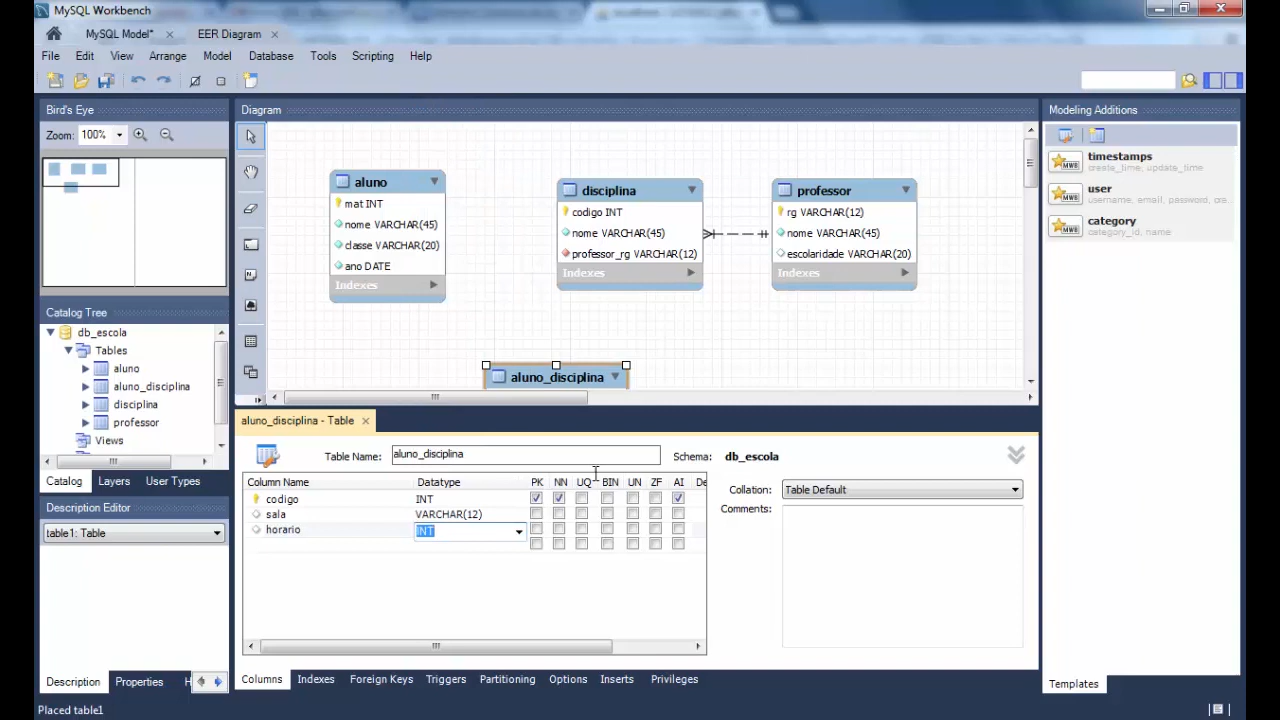 MySQL Workbench
MySQL Model*
EER Diagram
File Edit View Arrange Model Database Tools Scripting Help
Bird's Eye
Zoom: 100%
Diagram
Modeling Additions
timestamps
create_time, update_time
user
username, email, password, cre...
category
category_id, name
aluno
mat INT
nome VARCHAR(45)
classe VARCHAR(20)
ano DATE
Indexes
disciplina
codigo INT
nome VARCHAR(45)
professor_rg VARCHAR(12)
Indexes
professor
rg VARCHAR(12)
nome VARCHAR(45)
escolaridade VARCHAR(20)
Indexes
aluno_disciplina
Catalog Tree
db_escola
Tables
aluno
aluno_disciplina
disciplina
professor
Views
Catalog Layers User Types
Description Editor
table1: Table
Description Properties H
aluno_disciplina - Table
Table Name: aluno_disciplina
Schema: db_escola
Column Name Datatype PK NN UQ BIN UN ZF AI De
codigo INT
sala VARCHAR(12)
horario INT
Collation: Table Default
Comments:
Columns Indexes Foreign Keys Triggers Partitioning Options Inserts Privileges
Templates
Placed table1